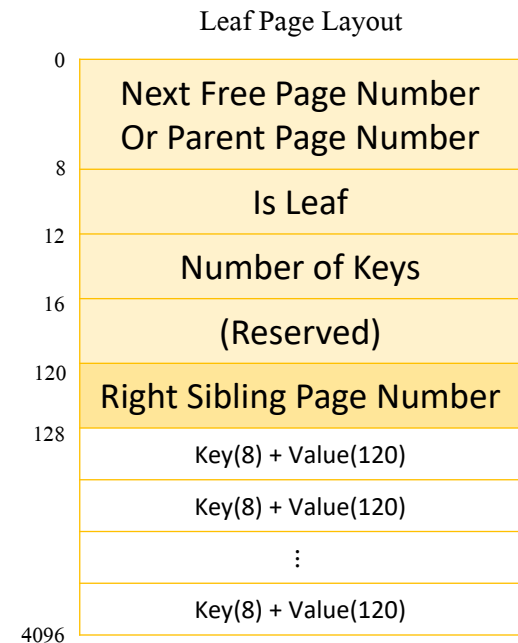 Leaf Page Layout
0
Next Free Page Number
Or Parent Page Number
8
Is Leaf
12
Number of Keys
16
(Reserved)
120
Right Sibling Page Number
128
Key(8) + Value(120)
Key(8) + Value(120)
⋮
Key(8) + Value(120)
4096